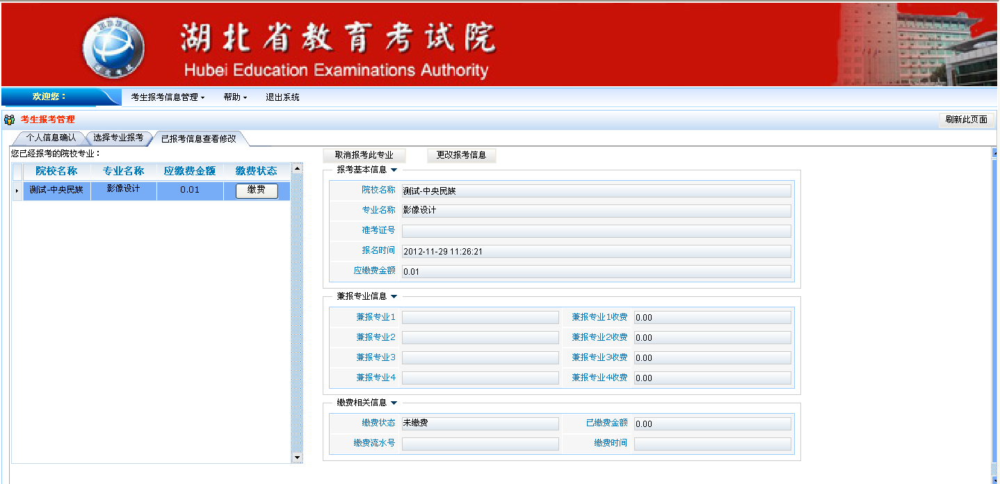 湖北省教育考试院
Hubei Education Examinations Authority
欢迎您：
考生报考信息管理 帮助 退出系统
考生报考管理 刷新此页面
个人信息确认 选择专业报考 已报考信息查看修改
您已经报考的院校专业：
取消报考此专业 更改报考信息
院校名称 专业名称 应缴费金额 缴费状态
测试-中央民族 影像设计 0.01 缴费
报考基本信息
院校名称 测试-中央民族
专业名称 影像设计
准考证号
报名时间 2012-11-29 11:26:21
应缴费金额 0.01
兼报专业信息
兼报专业1 兼报专业1收费 0.00
兼报专业2 兼报专业2收费 0.00
兼报专业3 兼报专业3收费 0.00
兼报专业4 兼报专业4收费 0.00
缴费相关信息
缴费状态 未缴费 已缴费金额 0.00
缴费流水号 缴费时间